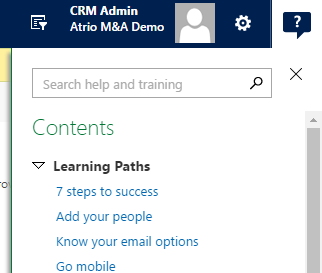 CRM Admin
Atrio M&A Demo
?
Search help and training
Contents
Learning Paths
7 steps to success
Add your people
Know your email options
Go mobile